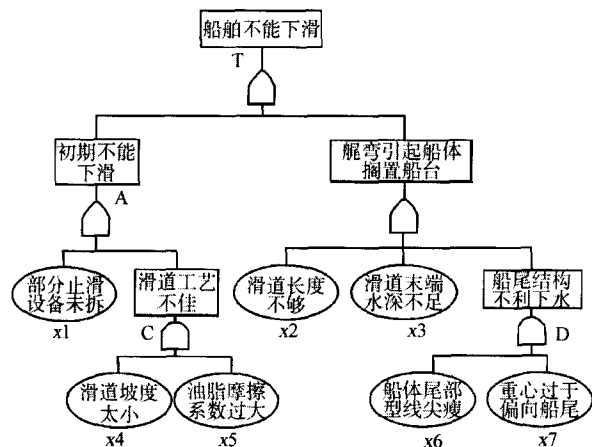 船舶不能下滑
T
初期不能
下滑
艉弯引起船体
搁置船台
A
部分止滑
设备未拆
滑道工艺
不佳
滑道长度
不够
滑道末端
水深不足
船尾结构
不利下水
x1
C
x2
x3
D
滑道坡度
太小
油脂摩擦
系数过大
船体尾部
型线尖瘦
重心过于
偏向船尾
x4
x5
x6
x7